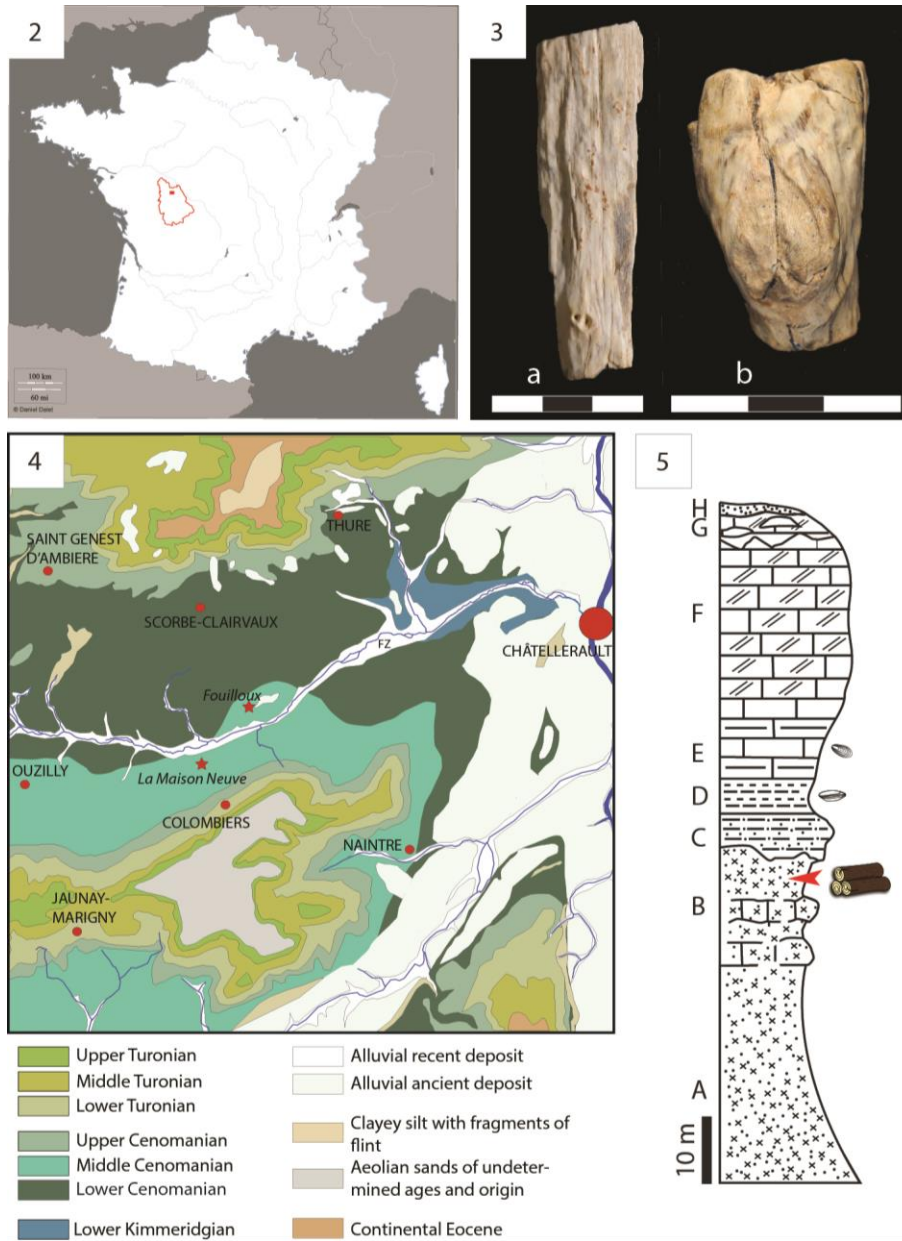 2
100 km
60 mi
© Daniel Dalet
3
a
b
4
THURE
SAINT GENEST
D'AMBIERE
SCORBE-CLAIRVAUX
FZ
CHÂTELLERAULT
Fouilloux
OUZILLY
La Maison Neuve
COLOMBIERS
NAINTRE
JAUNAY-
MARIGNY
5
H
G
F
E
D
C
B
A
10 m
Upper Turonian
Middle Turonian
Lower Turonian
Upper Cenomanian
Middle Cenomanian
Lower Cenomanian
Lower Kimmeridgian
Alluvial recent deposit
Alluvial ancient deposit
Clayey silt with fragments of
flint
Aeolian sands of undeter-
mined ages and origin
Continental Eocene